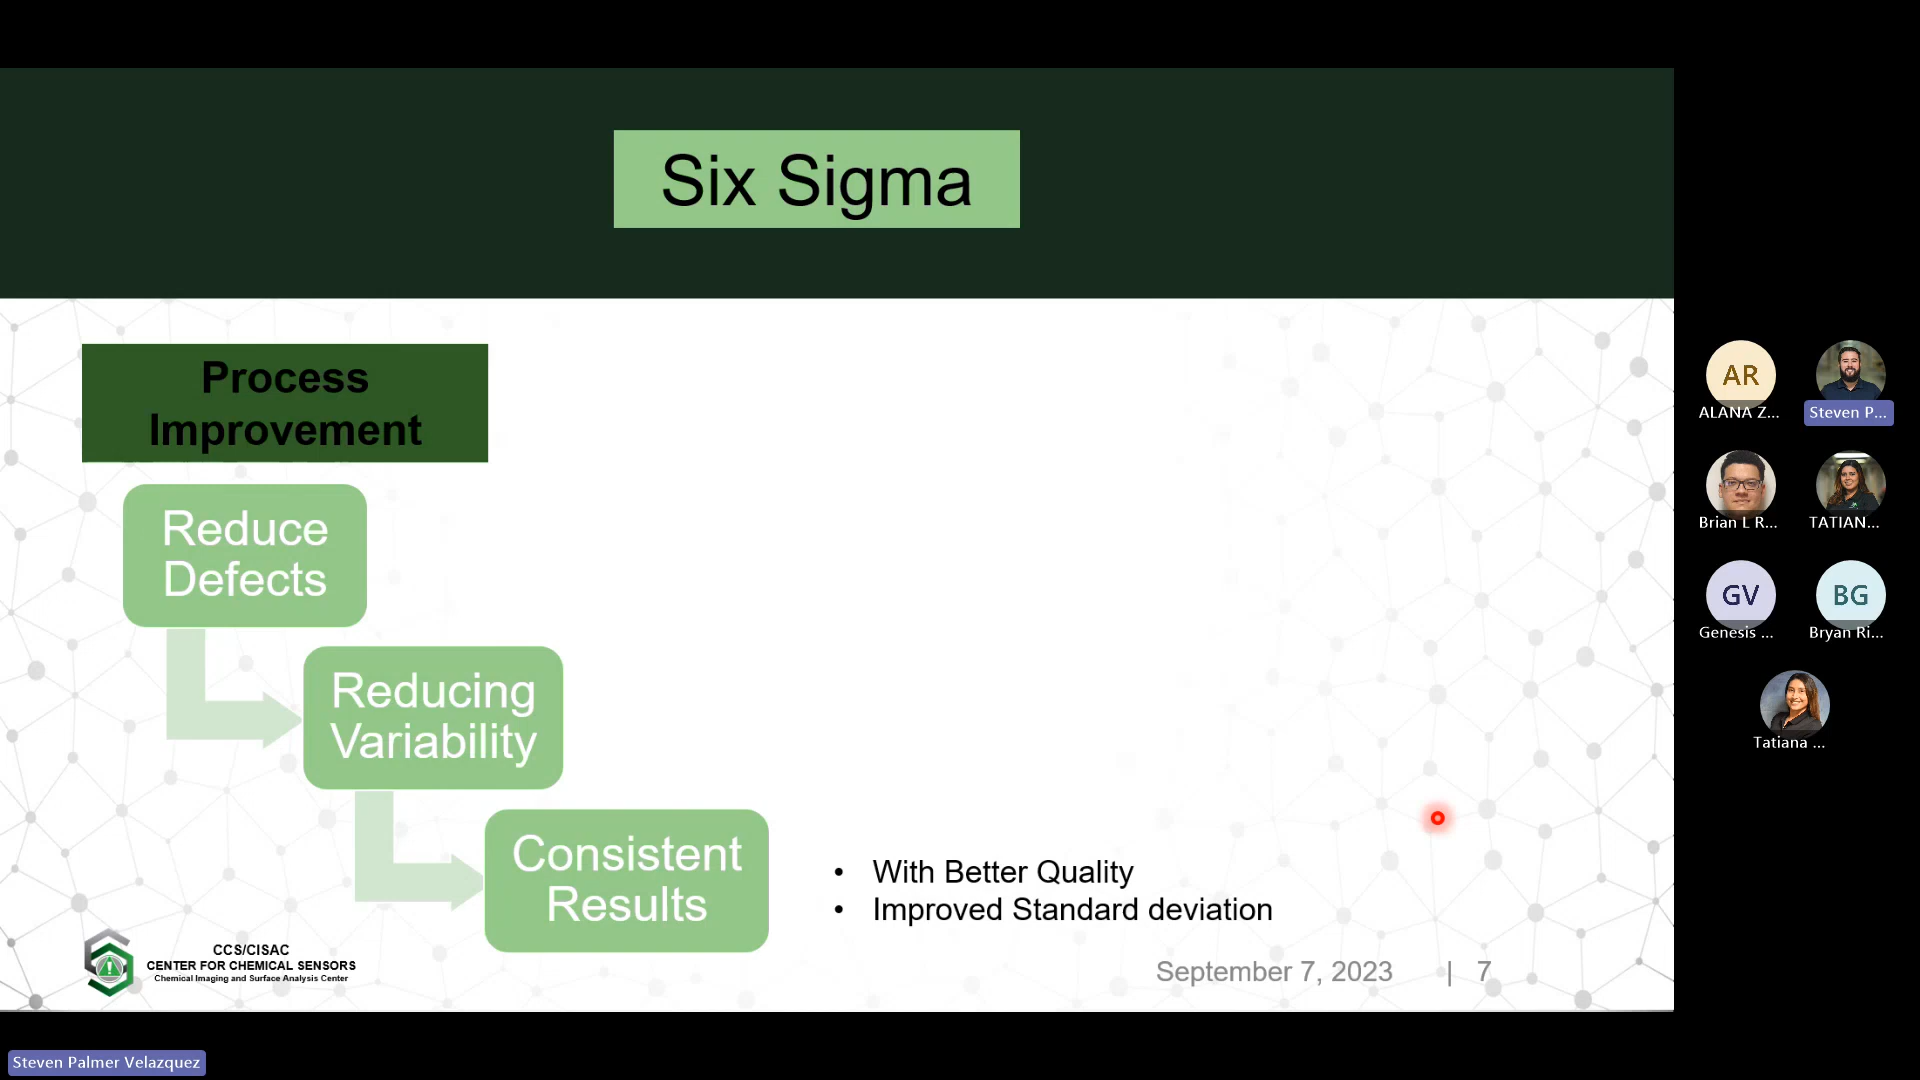 Six Sigma
Process
Improvement
Reduce
Defects
Reducing
Variability
Consistent
Results
• With Better Quality
• Improved Standard deviation
CCS/CISAC
CENTER FOR CHEMICAL SENSORS
Chemical Imaging and Surface Analysis Center
September 7, 2023 | 7
AR
ALANA Z...
Steven P...
Brian L R...
TATIAN...
GV
Genesis ...
BG
Bryan Ri...
Tatiana ...
Steven Palmer Velazquez